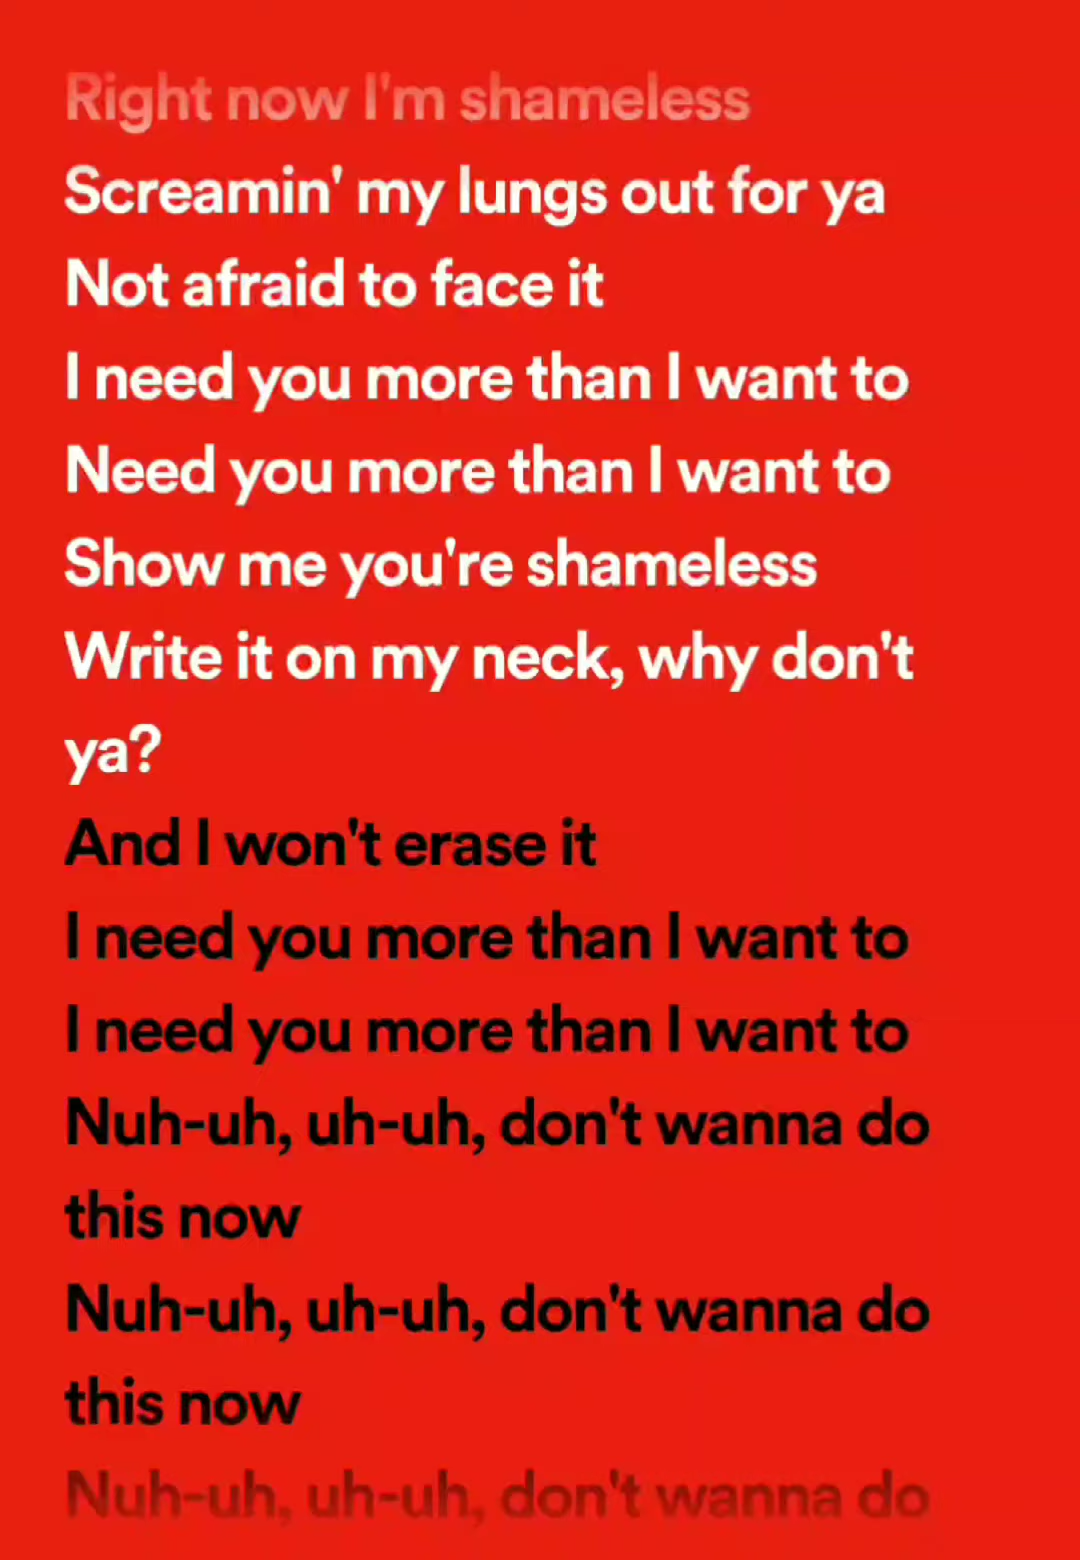 Right now I'm shameless
Screamin' my lungs out for ya
Not afraid to face it
I need you more than I want to
Need you more than I want to
Show me you're shameless
Write it on my neck, why don't
ya?
And I won't erase it
I need you more than I want to
I need you more than I want to
Nuh-uh, uh-uh, don't wanna do
this now
Nuh-uh, uh-uh, don't wanna do
this now
Nuh-uh, uh-uh, don't wanna do